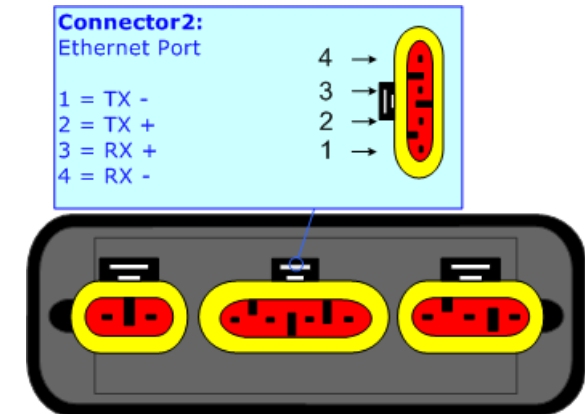 Connector2:
Ethernet Port
1 = TX -
2 = TX +
3 = RX +
4 = RX -
4
3
2
1